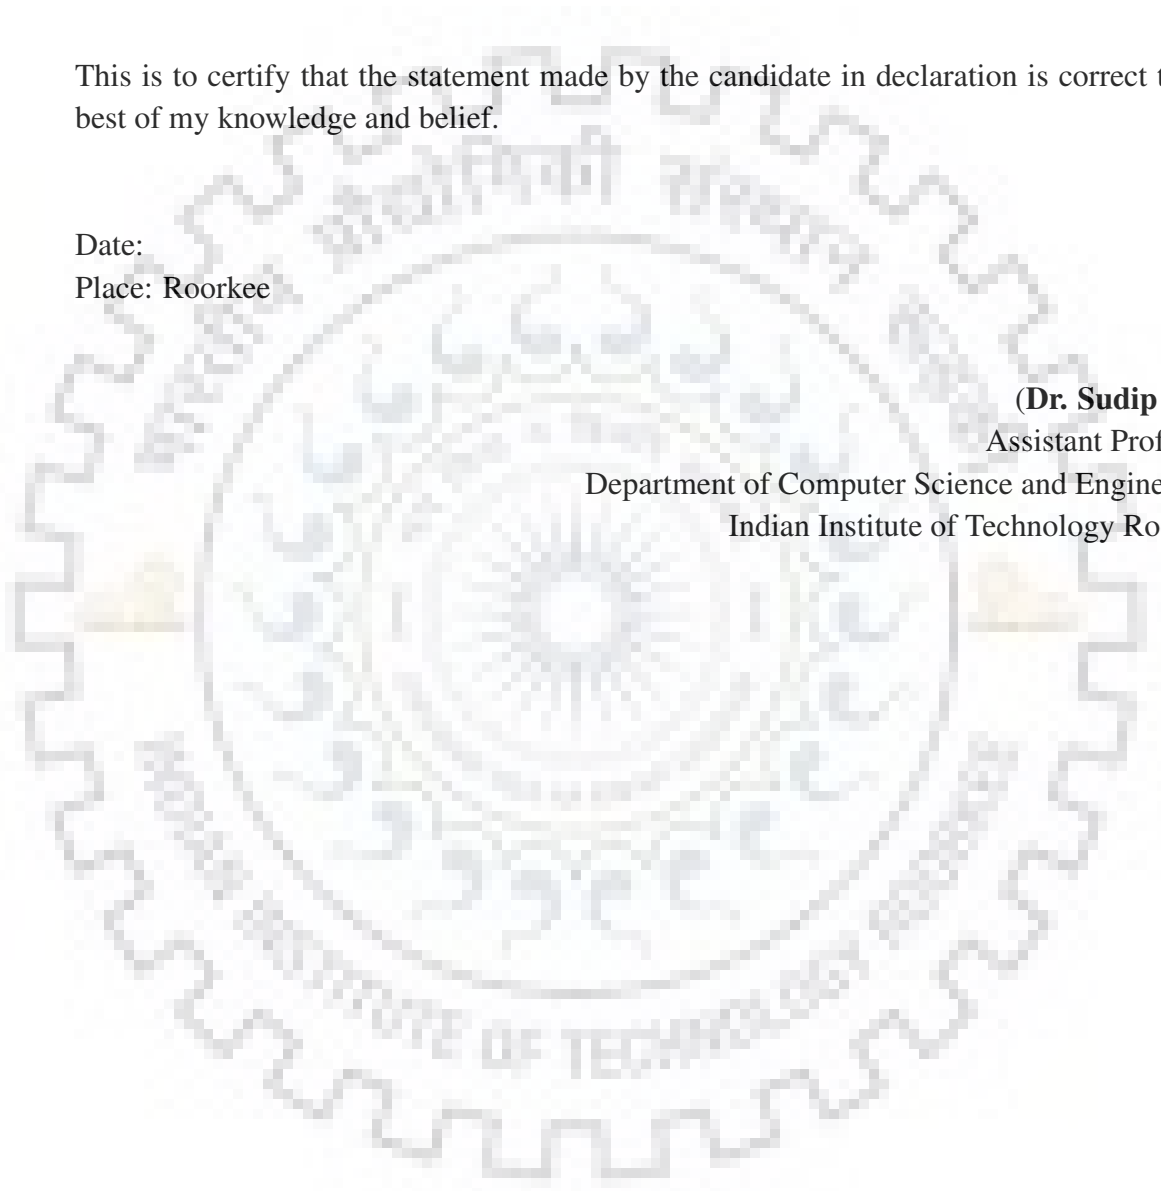 This is to certify that the statement made by the candidate in declaration is correct t
best of my knowledge and belief.
Date:
Place: Roorkee
(Dr. Sudip
Assistant Prof
Department of Computer Science and Engine
Indian Institute of Technology Ro
OF TECHNOLOGY